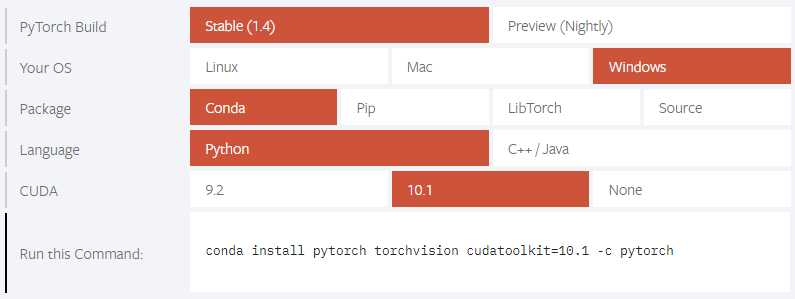 PyTorch Build Stable (1.4) Preview (Nightly)
Your OS Linux Mac Windows
Package Conda Pip LibTorch Source
Language Python C++ / Java
CUDA 9.2 10.1 None
Run this Command: conda install pytorch torchvision cudatoolkit=10.1 -c pytorch